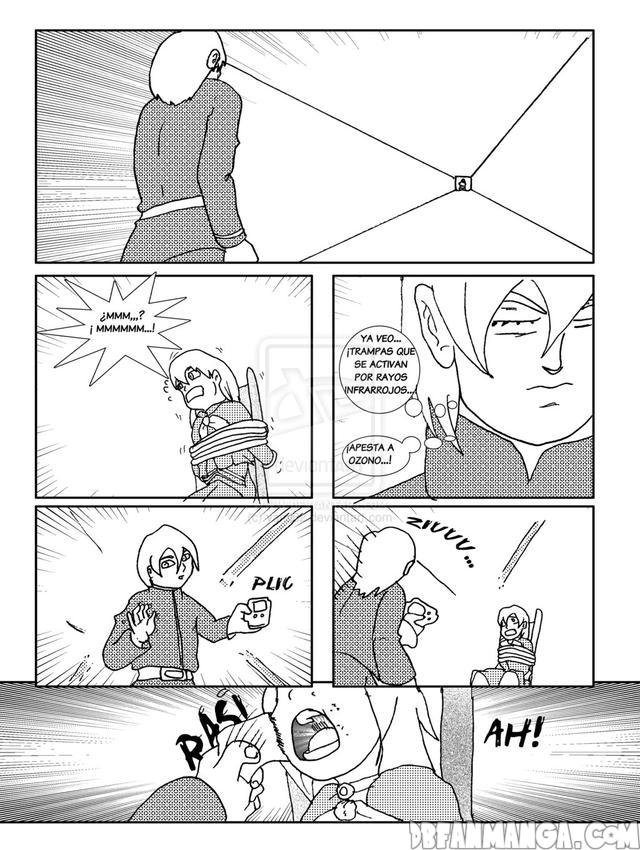 ¿MMM,,,?
¡ MMMMMM...!
YA VEO...
¡TRAMPAS QUE
SE ACTIVAN
POR RAYOS
INFRARROJOS...
¡APESTA A
OZONO...!
PLIC
ZIUUU...
RAS!
AH!
DBFANMANGA.COM